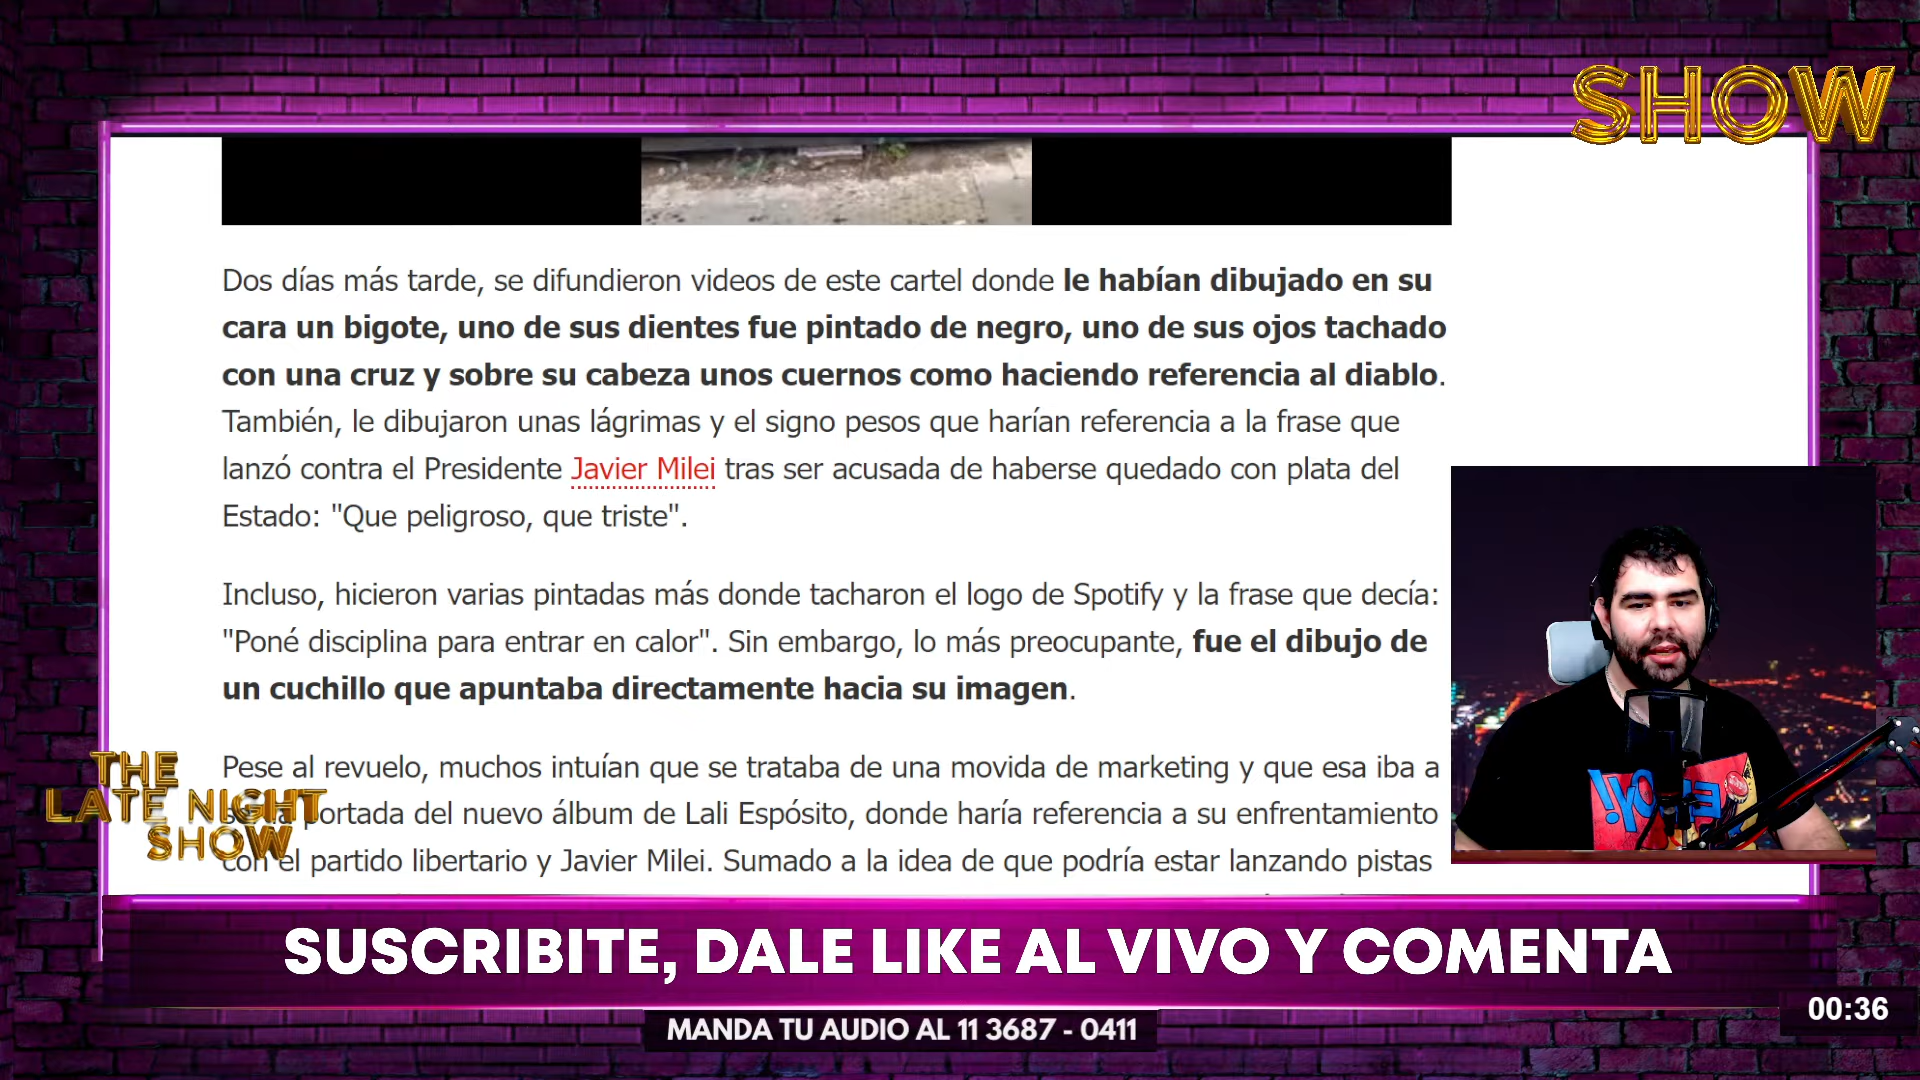 SHOW
Dos días más tarde, se difundieron videos de este cartel donde le habían dibujado en su
cara un bigote, uno de sus dientes fue pintado de negro, uno de sus ojos tachado
con una cruz y sobre su cabeza unos cuernos como haciendo referencia al diablo.
También, le dibujaron unas lágrimas y el signo pesos que harían referencia a la frase que
lanzó contra el Presidente Javier Milei tras ser acusada de haberse quedado con plata del
Estado: "Que peligroso, que triste".
Incluso, hicieron varias pintadas más donde tacharon el logo de Spotify y la frase que decía:
"Poné disciplina para entrar en calor". Sin embargo, lo más preocupante, fue el dibujo de
un cuchillo que apuntaba directamente hacia su imagen.
Pese al revuelo, muchos intuían que se trataba de una movida de marketing y que esa iba a
portada del nuevo álbum de Lali Espósito, donde haría referencia a su enfrentamiento
con el partido libertario y Javier Milei. Sumado a la idea de que podría estar lanzando pistas
THE
LATE NIGHT
SHOW
SUSCRIBITE, DALE LIKE AL VIVO Y COMENTA
00:36
MANDA TU AUDIO AL 11 3687 - 0411